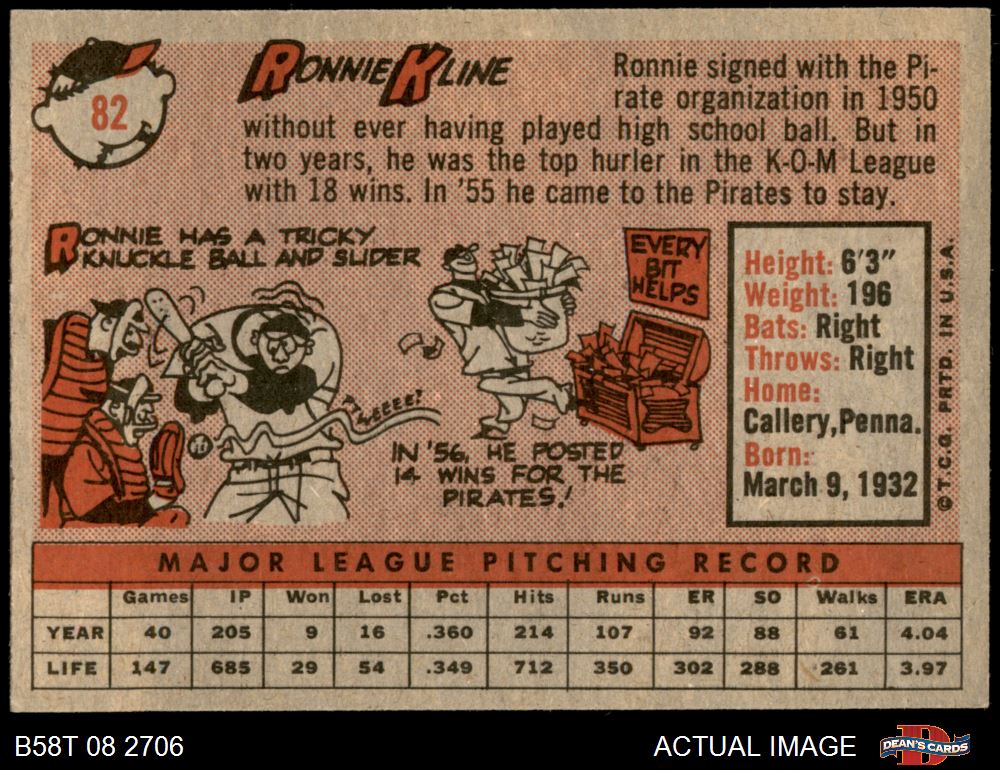 82
RONNIE KLINE
Ronnie signed with the Pi-
rate organization in 1950
without ever having played high school ball. But in
two years, he was the top hurler in the K-O-M League
with 18 wins. In '55 he came to the Pirates to stay.
RONNIE HAS A TRICKY
KNUCKLE BALL AND SLIDER
EVERY
BIT
HELPS
IN '56, HE POSTED
14 WINS FOR THE
PIRATES!
Height: 6'3"
Weight: 196
Bats: Right
Throws: Right
Home:
Callery, Penna.
Born:
March 9, 1932
© T.C.G. PRTD. IN U.S.A.
MAJOR LEAGUE PITCHING RECORD
Games IP Won Lost Pct Hits Runs ER SO Walks ERA
YEAR 40 205 9 16 .360 214 107 92 88 61 4.04
LIFE 147 685 29 54 .349 712 350 302 288 261 3.97
B58T 08 2706 ACTUAL IMAGE DEAN'S CARDS